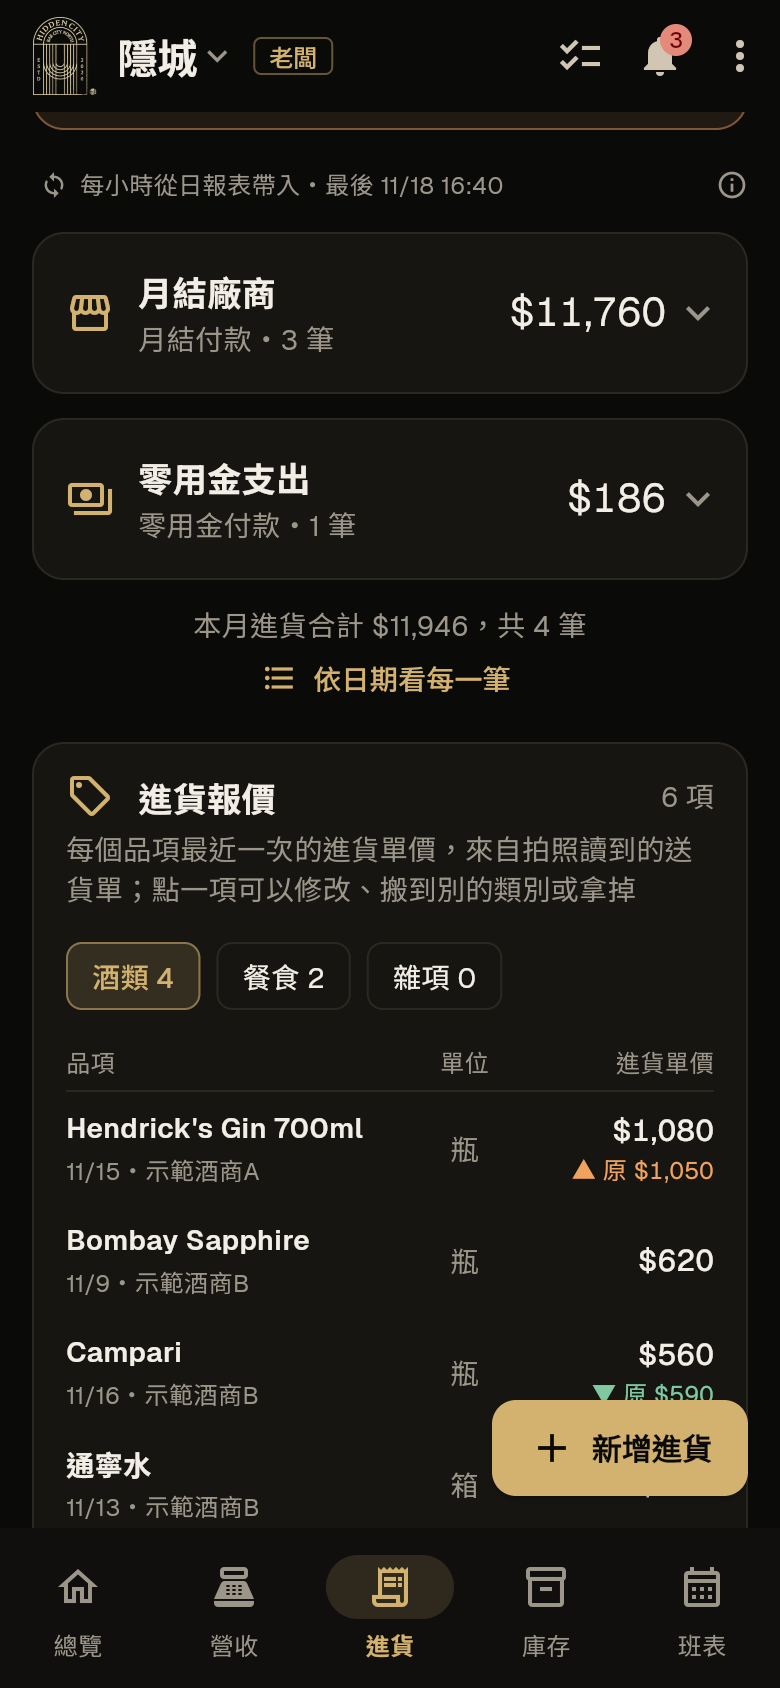 HIDDENCITY
隱城
老闆
3
每小時從日報表帶入・最後 11/18 16:40
月結廠商
$11,760
月結付款・3 筆
零用金支出
$186
零用金付款・1 筆
本月進貨合計 $11,946，共 4 筆
依日期看每一筆
進貨報價
6 項
每個品項最近一次的進貨單價，來自拍照讀到的送
貨單；點一項可以修改、搬到別的類別或拿掉
酒類 4
餐食 2
雜項 0
品項 單位 進貨單價
Hendrick's Gin 700ml
瓶
$1,080
11/15・示範酒商A
▲ 原 $1,050
Bombay Sapphire
瓶
$620
11/9・示範酒商B
Campari
瓶
$560
11/16・示範酒商B
▼ 原 $590
通寧水
箱
11/13・示範酒商B
+ 新增進貨
總覽 營收 進貨 庫存 班表